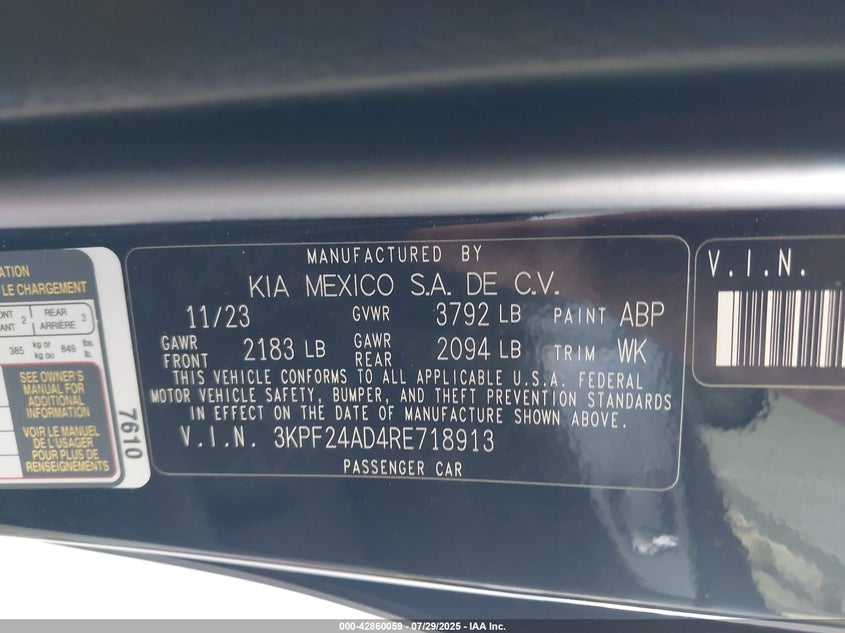 ATION
LE CHARGEMENT
ONT 2 REAR 3
ANT ARRIÈRE
385 kg or kg ou 849 lbs. lb.
SEE OWNER'S
MANUAL FOR
ADDITIONAL
INFORMATION
VOIR LE MANUEL
DE L'USAGER
POUR PLUS DE
RENSEIGNEMENTS
7610
MANUFACTURED BY
KIA MEXICO S.A. DE C.V.
11/23 GVWR 3792 LB PAINT ABP
GAWR FRONT 2183 LB GAWR REAR 2094 LB TRIM WK
THIS VEHICLE CONFORMS TO ALL APPLICABLE U.S.A. FEDERAL
MOTOR VEHICLE SAFETY, BUMPER, AND THEFT PREVENTION STANDARDS
IN EFFECT ON THE DATE OF MANUFACTURE SHOWN ABOVE.
V.I.N. 3KPF24AD4RE718913
PASSENGER CAR
V.I.N.
000-42860059 - 07/29/2025 - IAA Inc.